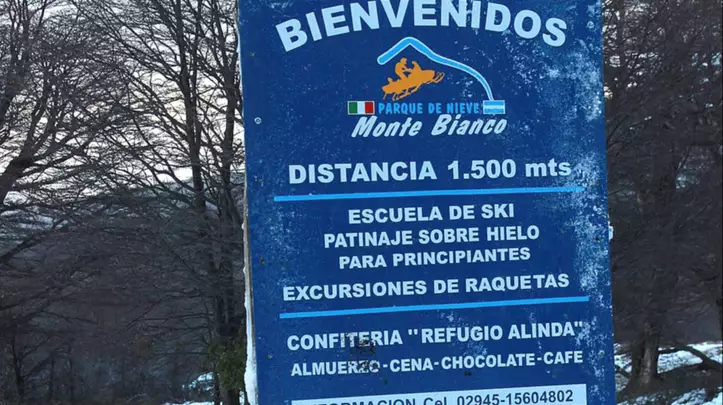 BIENVENIDOS
PARQUE DE NIEVE
Monte Bianco
DISTANCIA 1.500 mts
ESCUELA DE SKI
PATINAJE SOBRE HIELO
PARA PRINCIPIANTES
EXCURSIONES DE RAQUETAS
CONFITERIA "REFUGIO ALINDA"
ALMUERZO-CENA-CHOCOLATE-CAFE
INFORMACION Cel. 02945-15604802